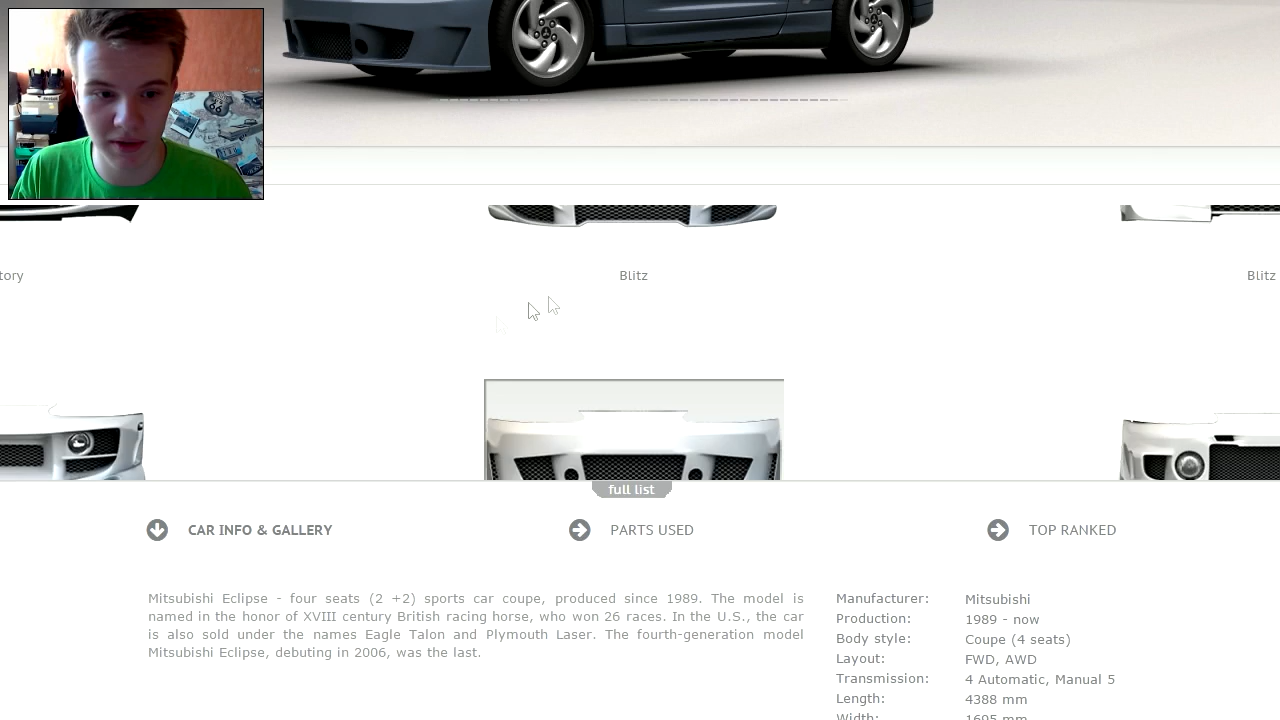 tory
Blitz
Blitz
full list
CAR INFO & GALLERY
PARTS USED
TOP RANKED
Mitsubishi Eclipse - four seats (2 +2) sports car coupe, produced since 1989. The model is
named in the honor of XVIII century British racing horse, who won 26 races. In the U.S., the car
is also sold under the names Eagle Talon and Plymouth Laser. The fourth-generation model
Mitsubishi Eclipse, debuting in 2006, was the last.
Manufacturer: Mitsubishi
Production: 1989 - now
Body style: Coupe (4 seats)
Layout: FWD, AWD
Transmission: 4 Automatic, Manual 5
Length: 4388 mm
Width: 1695 mm